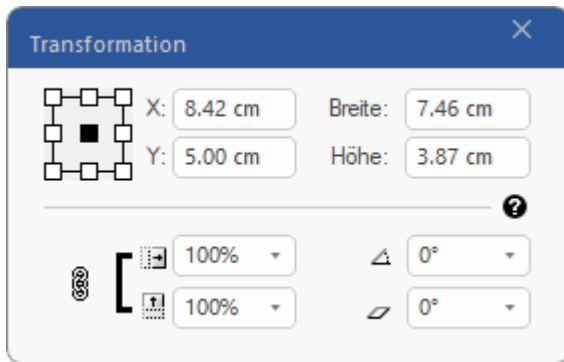 Transformation
X: 8.42 cm Breite: 7.46 cm
Y: 5.00 cm Höhe: 3.87 cm
?
100% 0°
100% 0°